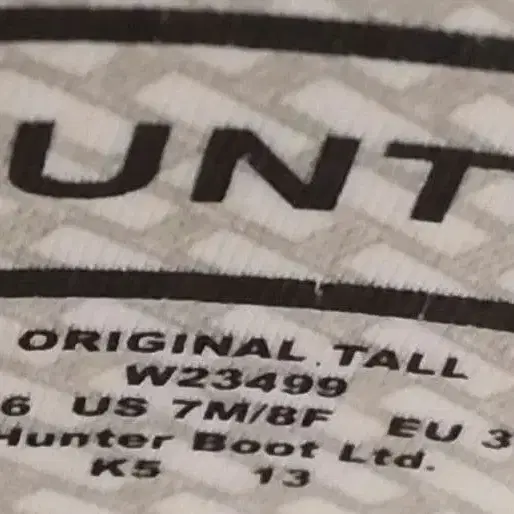 UNT
ORIGINAL TALL
W23499
6 US 7M/8F EU 3
Hunter Boot Ltd.
K5 13